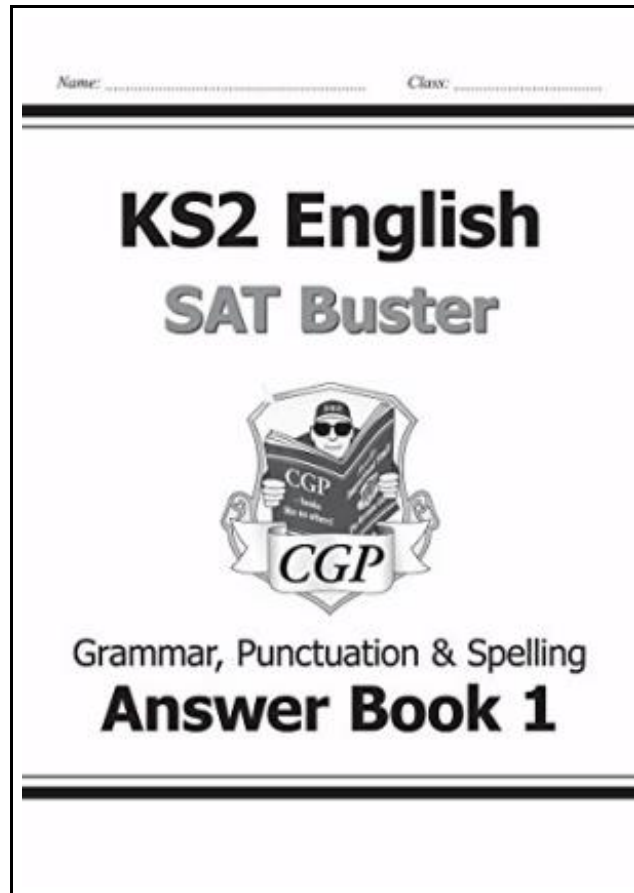 Name: Class:
KS2 English
SAT Buster
CGP
CGP
Grammar, Punctuation & Spelling
Answer Book 1